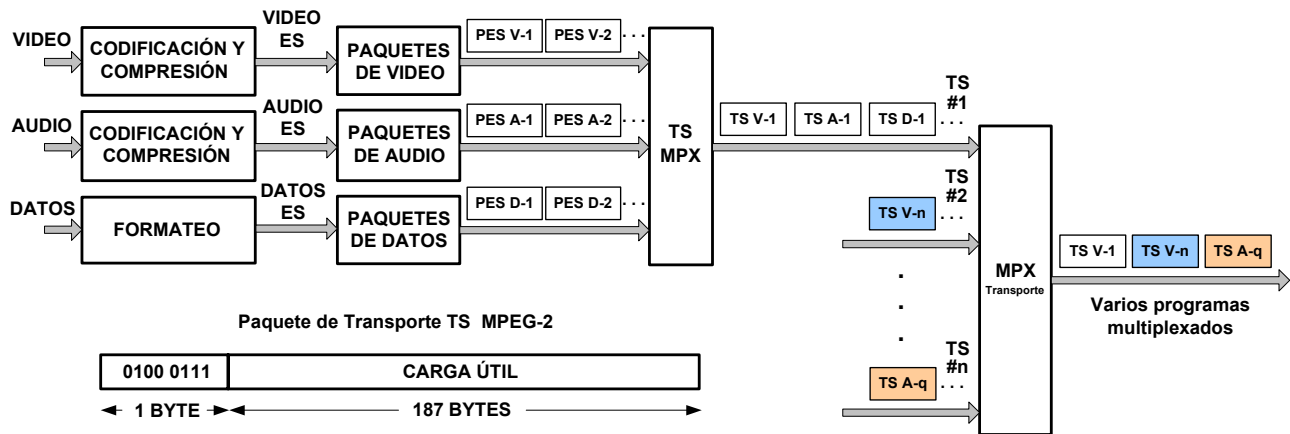 VIDEO
CODIFICACIÓN Y
COMPRESIÓN
VIDEO
ES
PAQUETES
DE VIDEO
PES V-1
PES V-2
. . .
AUDIO
CODIFICACIÓN Y
COMPRESIÓN
AUDIO
ES
PAQUETES
DE AUDIO
PES A-1
PES A-2
. . .
DATOS
FORMATEO
DATOS
ES
PAQUETES
DE DATOS
PES D-1
PES D-2
. . .
TS
MPX
TS V-1
TS A-1
TS D-1
. . .
TS
#1
TS V-n
. . .
TS
#2
.
.
.
TS A-q
. . .
TS
#n
MPX
Transporte
TS V-1
TS V-n
TS A-q
Varios programas
multiplexados
Paquete de Transporte TS MPEG-2
0100 0111
CARGA ÚTIL
1 BYTE
187 BYTES